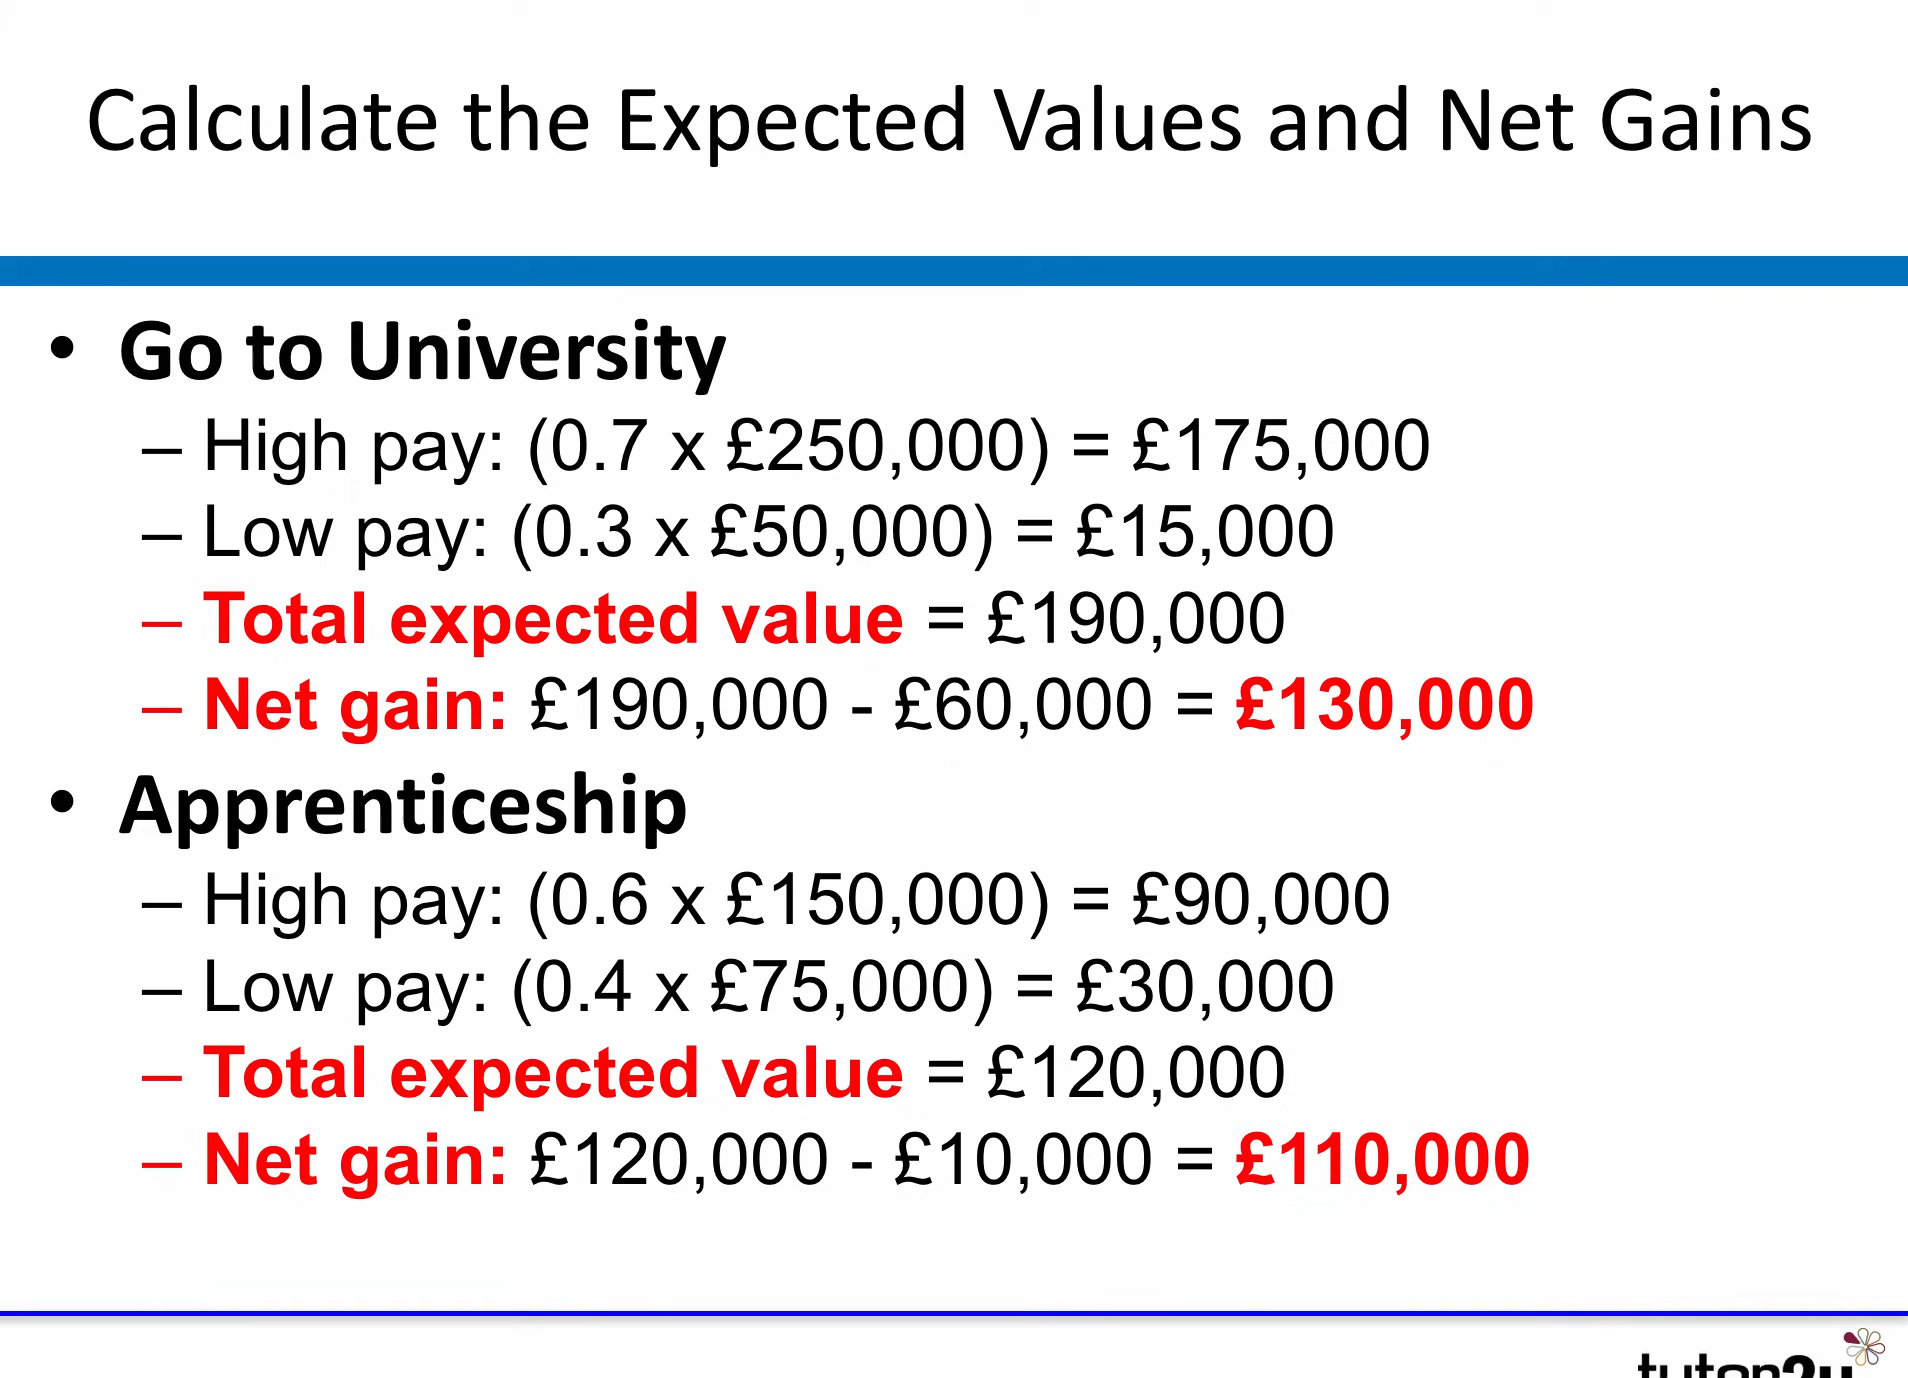 Calculate the Expected Values and Net Gains
• Go to University
– High pay: (0.7 x £250,000) = £175,000
– Low pay: (0.3 x £50,000) = £15,000
– Total expected value = £190,000
– Net gain: £190,000 - £60,000 = £130,000
• Apprenticeship
– High pay: (0.6 x £150,000) = £90,000
– Low pay: (0.4 x £75,000) = £30,000
– Total expected value = £120,000
– Net gain: £120,000 - £10,000 = £110,000
tutor2u